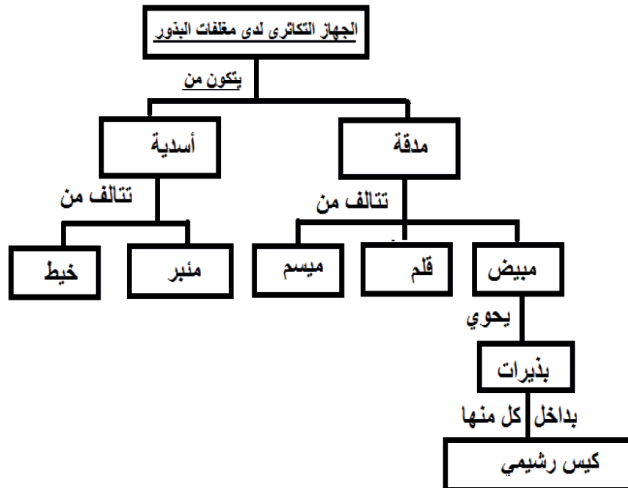 الجهاز التكاثري لدى مغلفات البذور
يتكون من
مدقة
أسدية
تتالف من
تتالف من
مبيض
قلم
ميسم
مئبر
خيط
يحوي
بذيرات
بداخل كل منها
كيس رشيمي